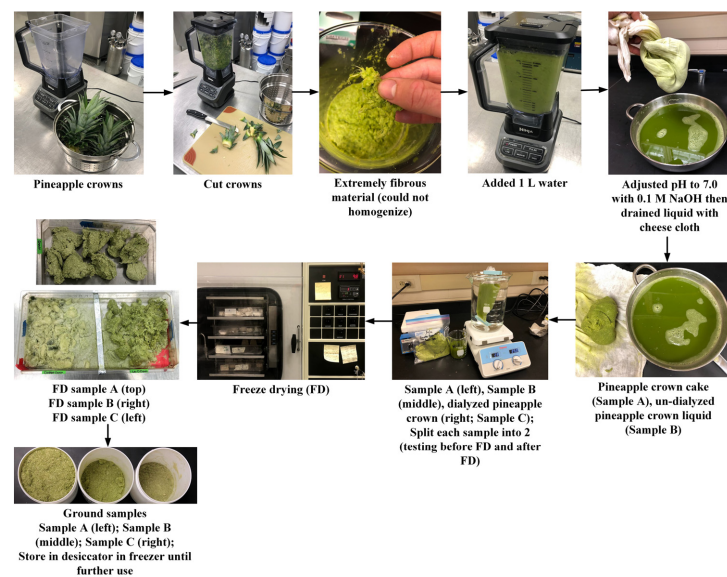 Pineapple crowns
Cut crowns
Extremely fibrous
material (could not
homogenize)
Added 1 L water
Adjusted pH to 7.0
with 0.1 M NaOH then
drained liquid with
cheese cloth
Pineapple crown cake
(Sample A), un-dialyzed
pineapple crown liquid
(Sample B)
Sample A (left), Sample B
(middle), dialyzed pineapple
crown (right; Sample C);
Split each sample into 2
(testing before FD and after
FD)
Freeze drying (FD)
FD sample A (top)
FD sample B (right)
FD sample C (left)
Ground samples
Sample A (left); Sample B
(middle); Sample C (right);
Store in desiccator in freezer until
further use